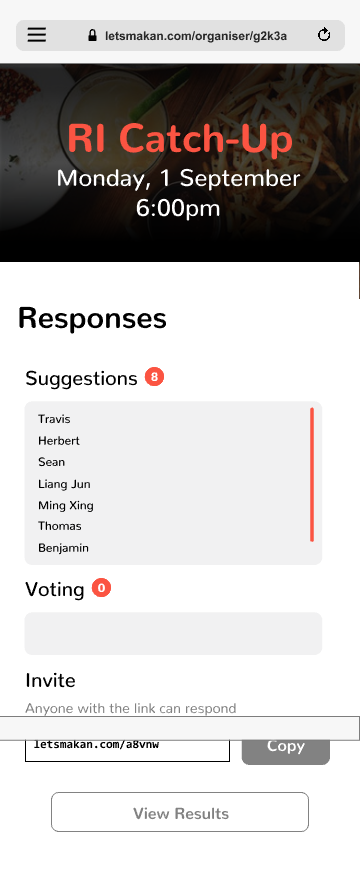 letsmakan.com/organiser/g2k3a
RI Catch-Up
Monday, 1 September
6:00pm
Responses
Suggestions 8
Travis
Herbert
Sean
Liang Jun
Ming Xing
Thomas
Benjamin
Voting 0
Invite
Anyone with the link can respond
letsmakan.com/a8vnw
Copy
View Results